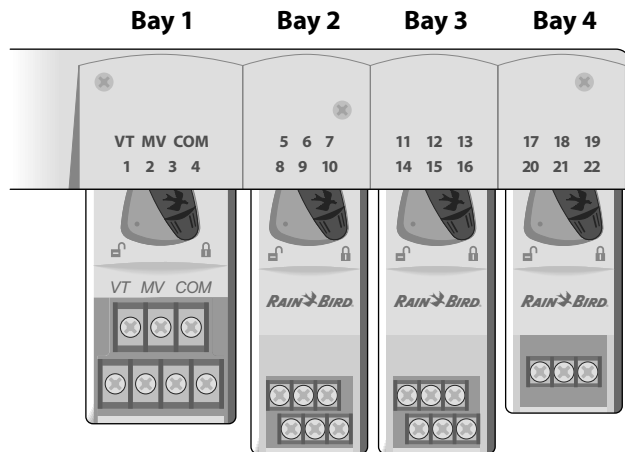 Bay 1 Bay 2 Bay 3 Bay 4
VT MV COM 5 6 7 11 12 13 17 18 19
1 2 3 4 8 9 10 14 15 16 20 21 22
VT MV COM
RAIN BIRD RAIN BIRD RAIN BIRD